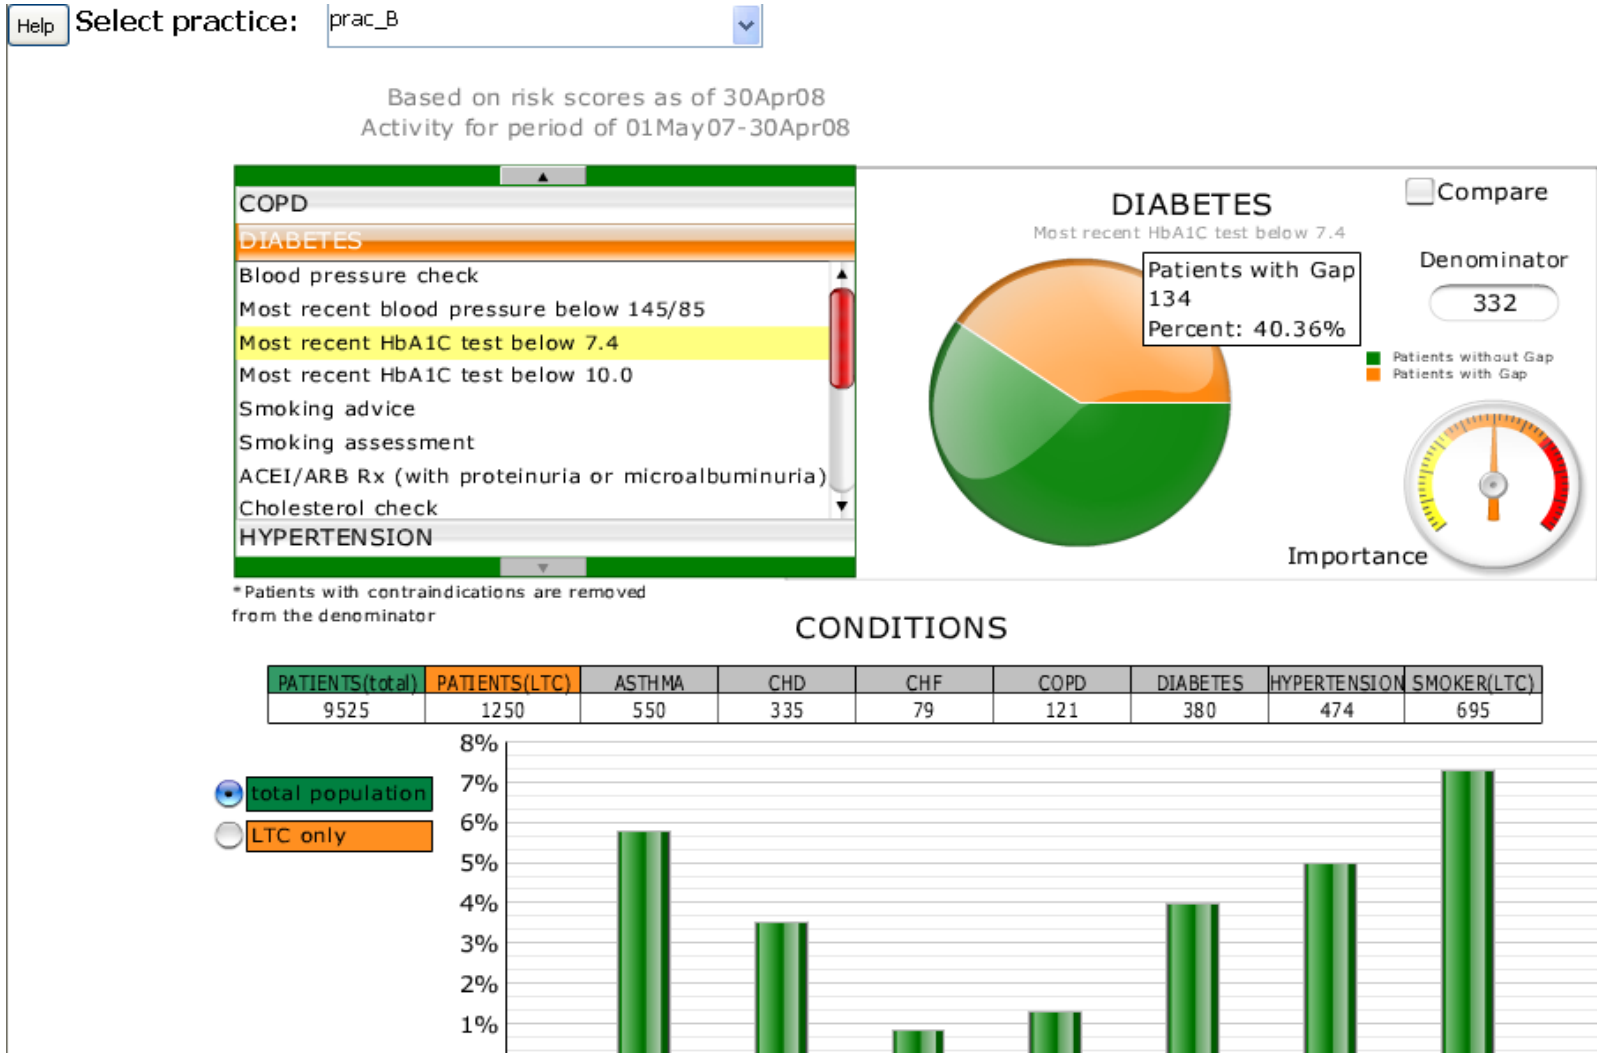 Help Select practice: prac_B
Based on risk scores as of 30Apr08
Activity for period of 01May07-30Apr08
COPD
DIABETES
Blood pressure check
Most recent blood pressure below 145/85
Most recent HbA1C test below 7.4
Most recent HbA1C test below 10.0
Smoking advice
Smoking assessment
ACEI/ARB Rx (with proteinuria or microalbuminuria)
Cholesterol check
HYPERTENSION
*Patients with contraindications are removed
from the denominator
DIABETES
Most recent HbA1C test below 7.4
Patients with Gap
134
Percent: 40.36%
Compare
Denominator
332
Patients without Gap
Patients with Gap
Importance
CONDITIONS
PATIENTS(total) PATIENTS(LTC) ASTHMA CHD CHF COPD DIABETES HYPERTENSION SMOKER(LTC)
9525 1250 550 335 79 121 380 474 695
total population
LTC only
8%
7%
6%
5%
4%
3%
2%
1%